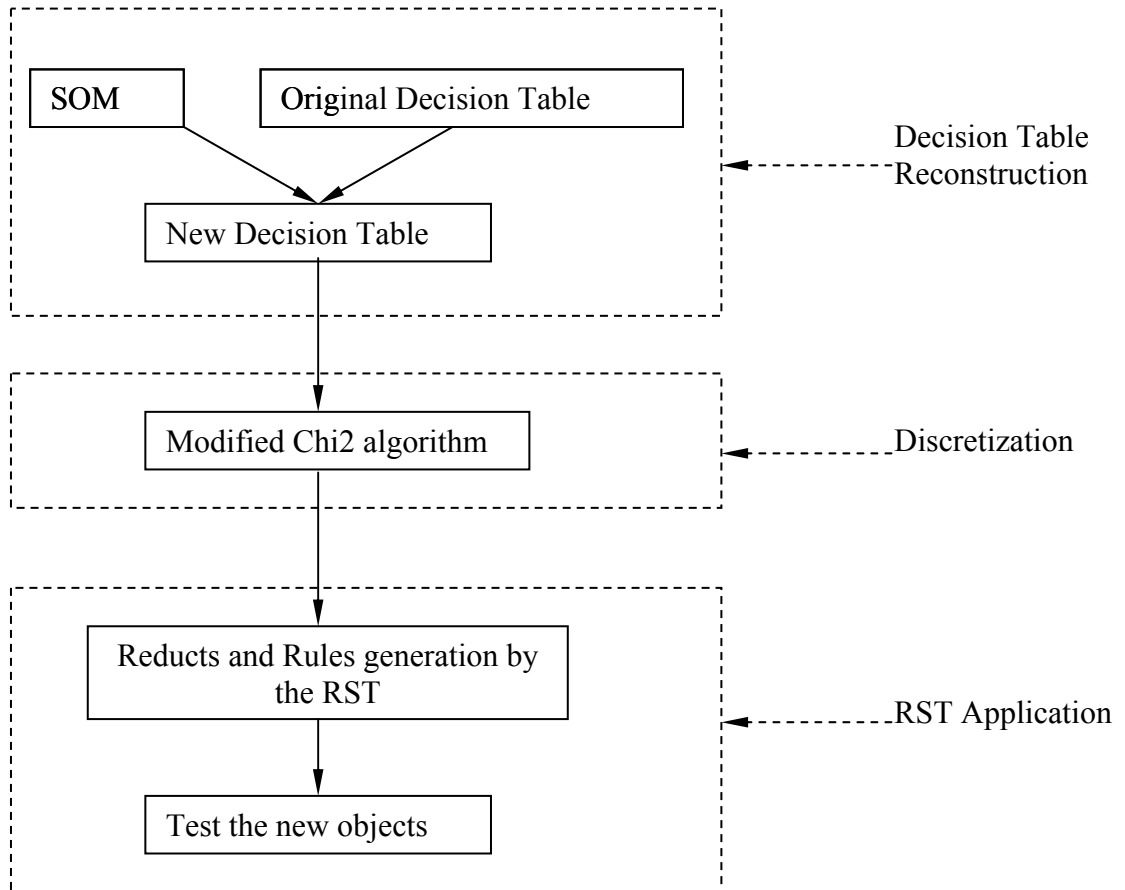 SOM
Original Decision Table
Decision Table
Reconstruction
New Decision Table
Modified Chi2 algorithm
Discretization
Reducts and Rules generation by
the RST
RST Application
Test the new objects